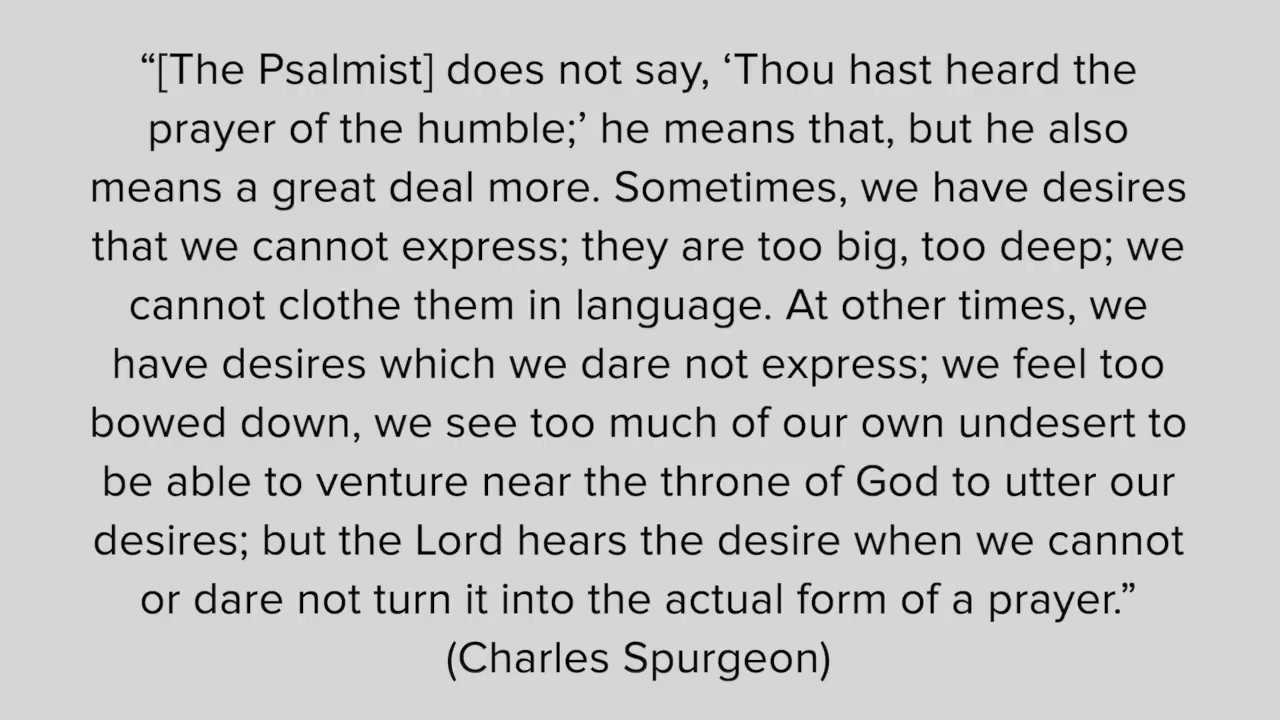 “[The Psalmist] does not say, ‘Thou hast heard the
prayer of the humble;’ he means that, but he also
means a great deal more. Sometimes, we have desires
that we cannot express; they are too big, too deep; we
cannot clothe them in language. At other times, we
have desires which we dare not express; we feel too
bowed down, we see too much of our own undesert to
be able to venture near the throne of God to utter our
desires; but the Lord hears the desire when we cannot
or dare not turn it into the actual form of a prayer.”
(Charles Spurgeon)